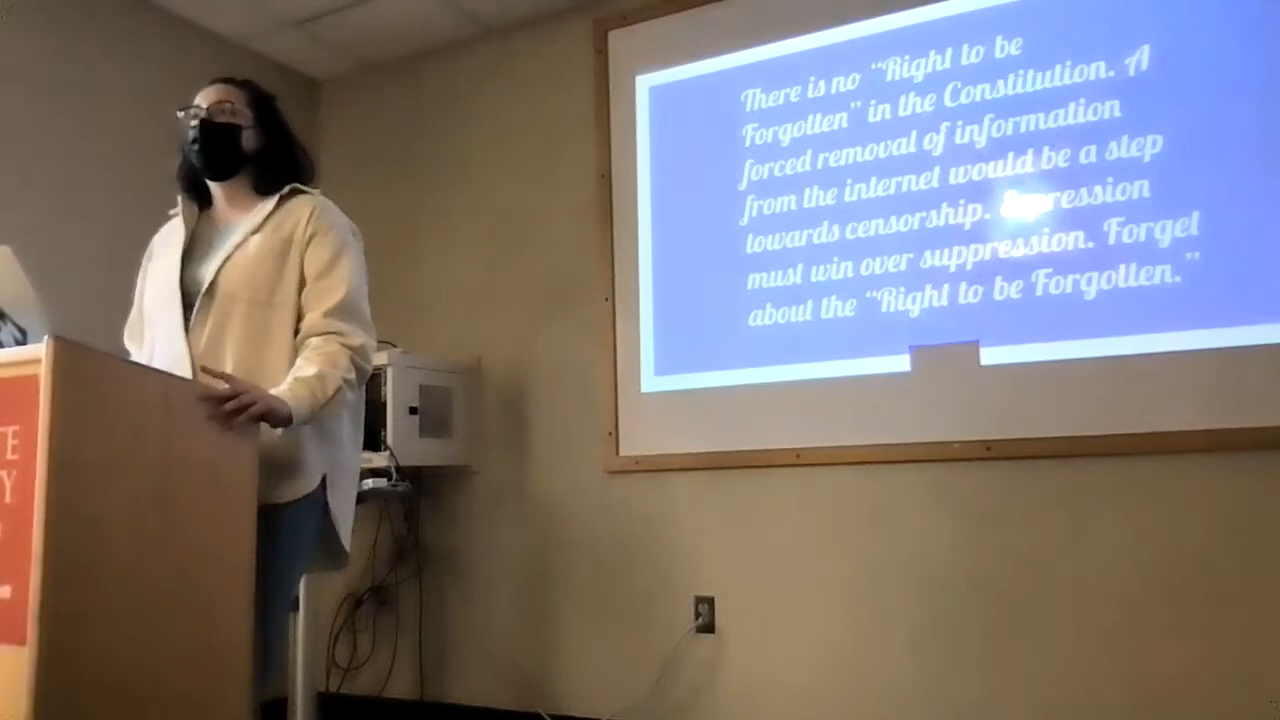 There is no “Right to be
Forgotten” in the Constitution. A
forced removal of information
from the internet would be a step
towards censorship.
must win over suppression. Forget
about the “Right to be Forgotten.”
TE
Y